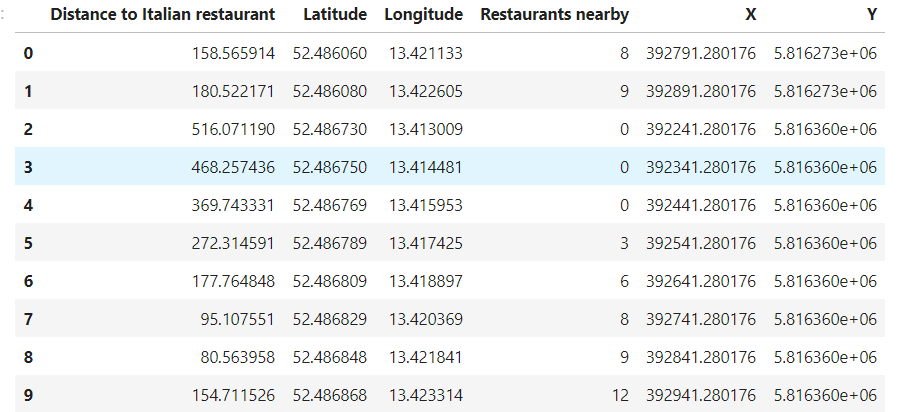 Distance to Italian restaurant Latitude Longitude Restaurants nearby X Y
0 158.565914 52.486060 13.421133 8 392791.280176 5.816273e+06
1 180.522171 52.486080 13.422605 9 392891.280176 5.816273e+06
2 516.071190 52.486730 13.413009 0 392241.280176 5.816360e+06
3 468.257436 52.486750 13.414481 0 392341.280176 5.816360e+06
4 369.743331 52.486769 13.415953 0 392441.280176 5.816360e+06
5 272.314591 52.486789 13.417425 3 392541.280176 5.816360e+06
6 177.764848 52.486809 13.418897 6 392641.280176 5.816360e+06
7 95.107551 52.486829 13.420369 8 392741.280176 5.816360e+06
8 80.563958 52.486848 13.421841 9 392841.280176 5.816360e+06
9 154.711526 52.486868 13.423314 12 392941.280176 5.816360e+06